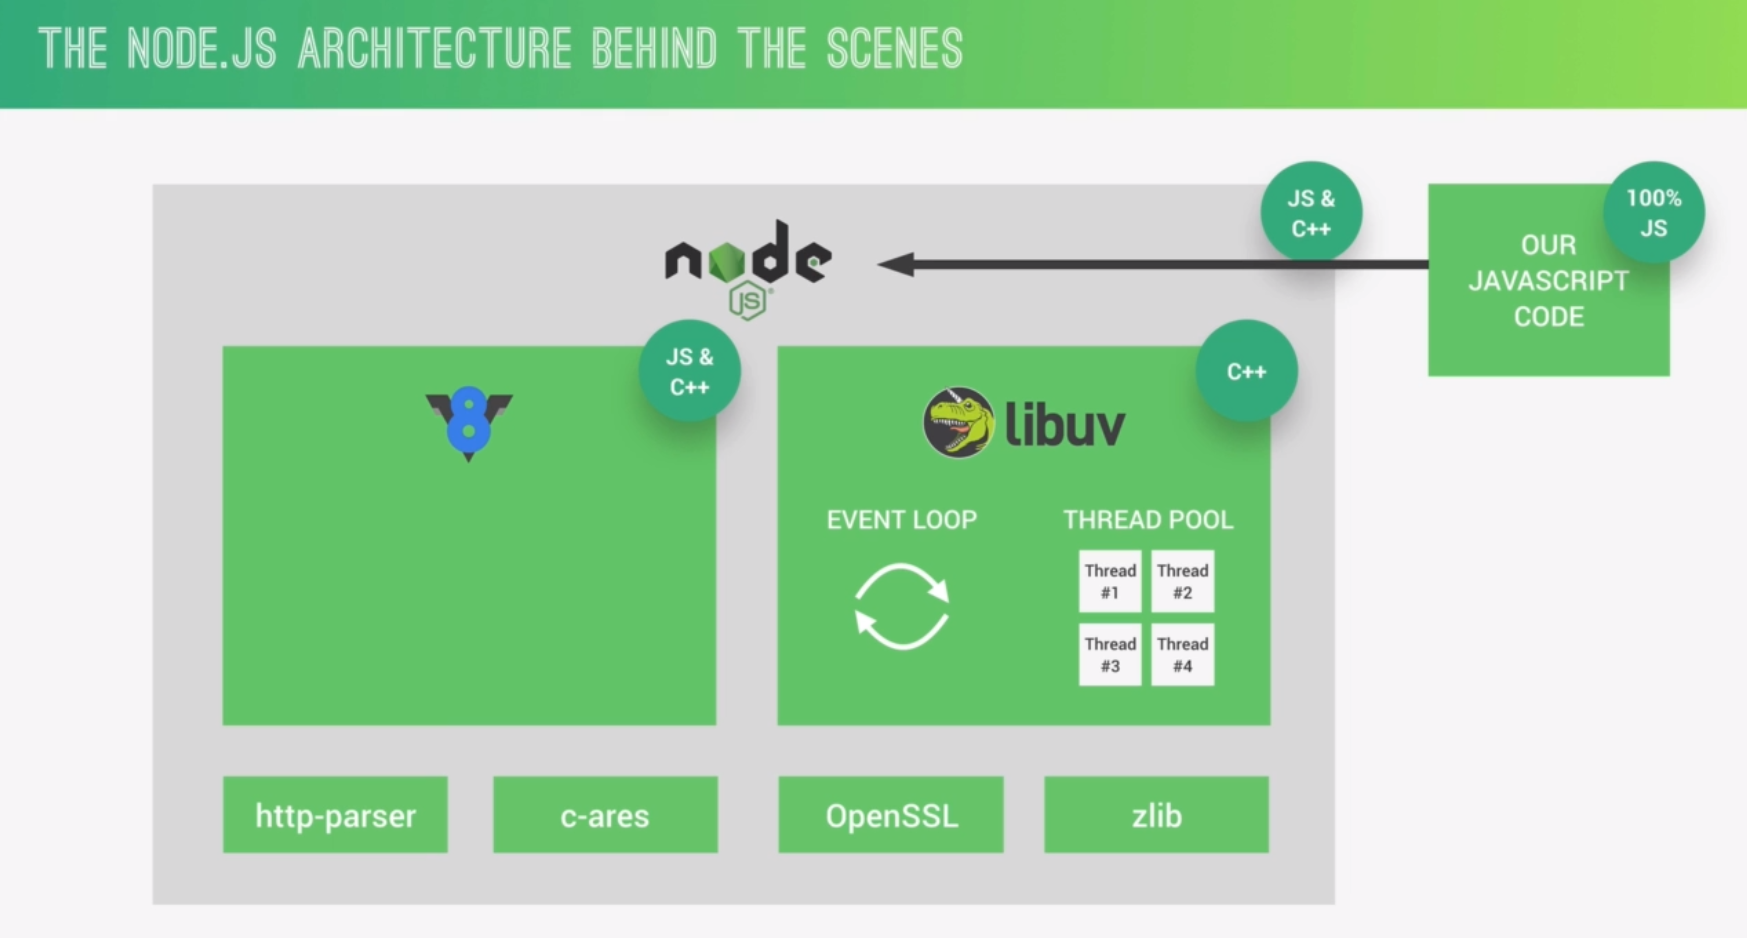 THE NODE.JS ARCHITECTURE BEHIND THE SCENES
node
JS
JS &
C++
100%
JS
OUR
JAVASCRIPT
CODE
V8
JS &
C++
libuv
C++
EVENT LOOP
THREAD POOL
Thread
#1
Thread
#2
Thread
#3
Thread
#4
http-parser
c-ares
OpenSSL
zlib